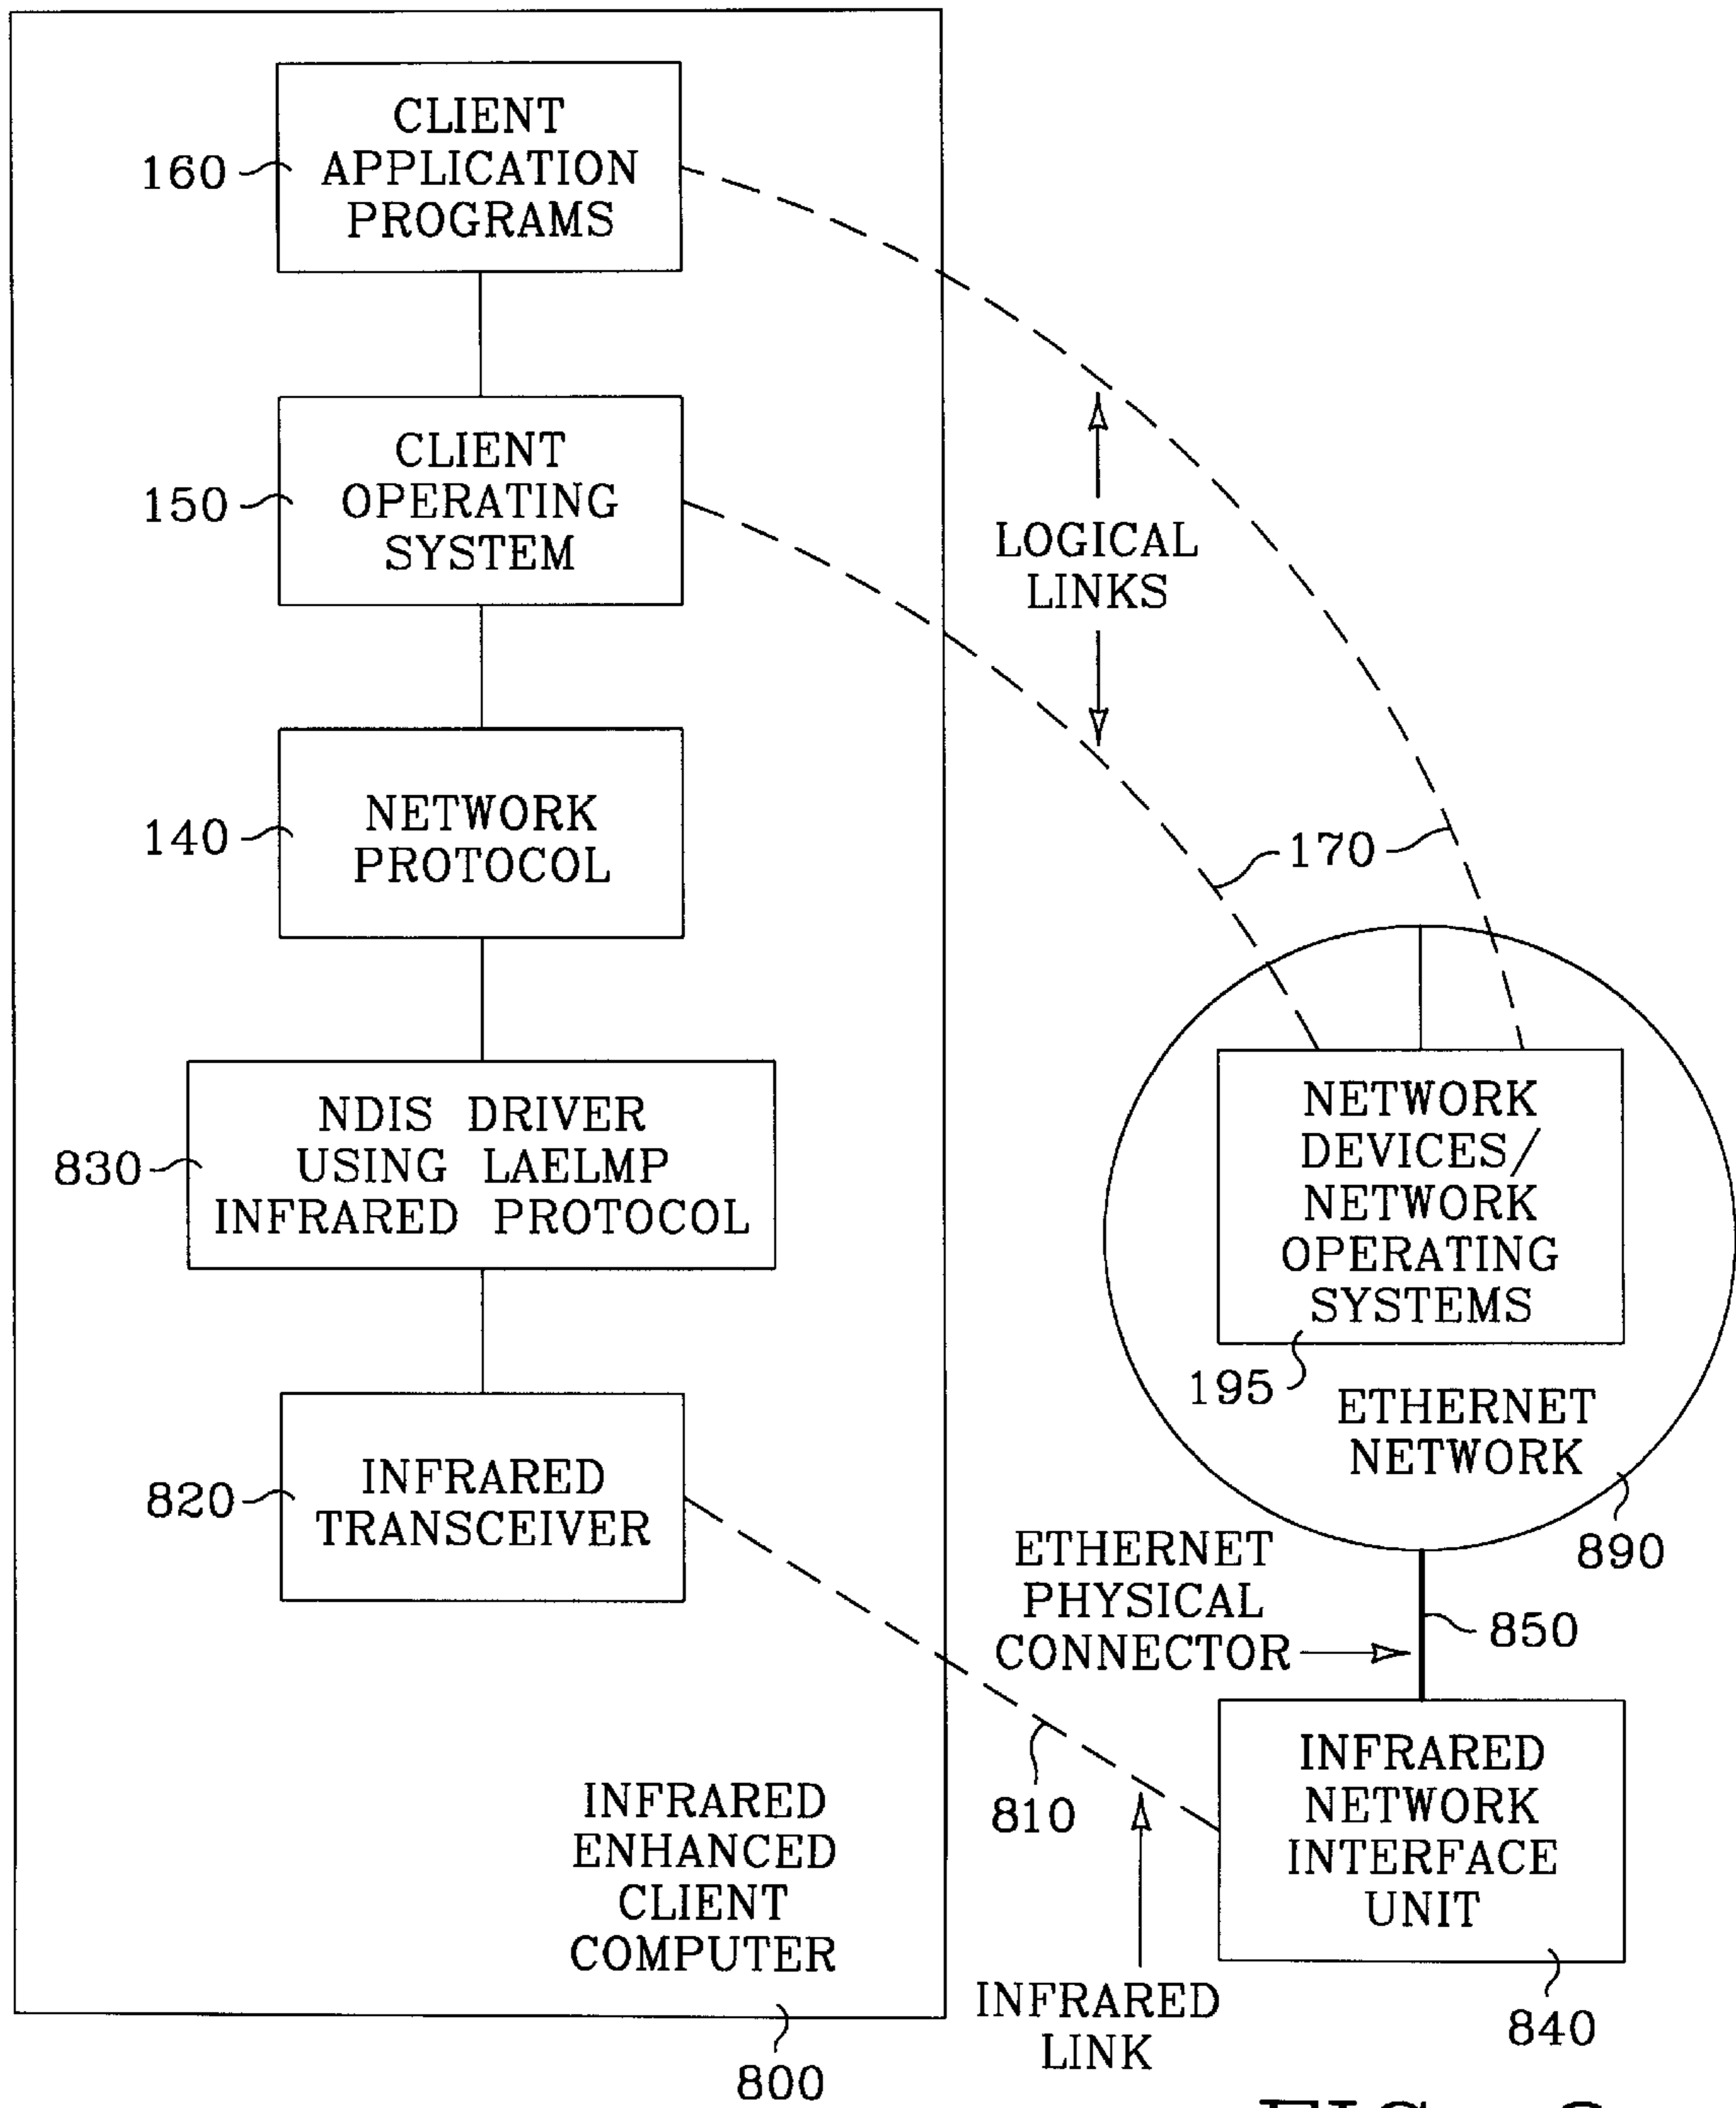 CLIENT
APPLICATION
PROGRAMS
160
CLIENT
OPERATING
SYSTEM
150
LOGICAL
LINKS
NETWORK
PROTOCOL
140
170
NDIS DRIVER
USING LAELMP
INFRARED PROTOCOL
830
NETWORK
DEVICES/
NETWORK
OPERATING
SYSTEMS
195
ETHERNET
NETWORK
890
INFRARED
TRANSCEIVER
820
ETHERNET
PHYSICAL
CONNECTOR
850
810
INFRARED
NETWORK
INTERFACE
UNIT
840
INFRARED
ENHANCED
CLIENT
COMPUTER
800
INFRARED
LINK